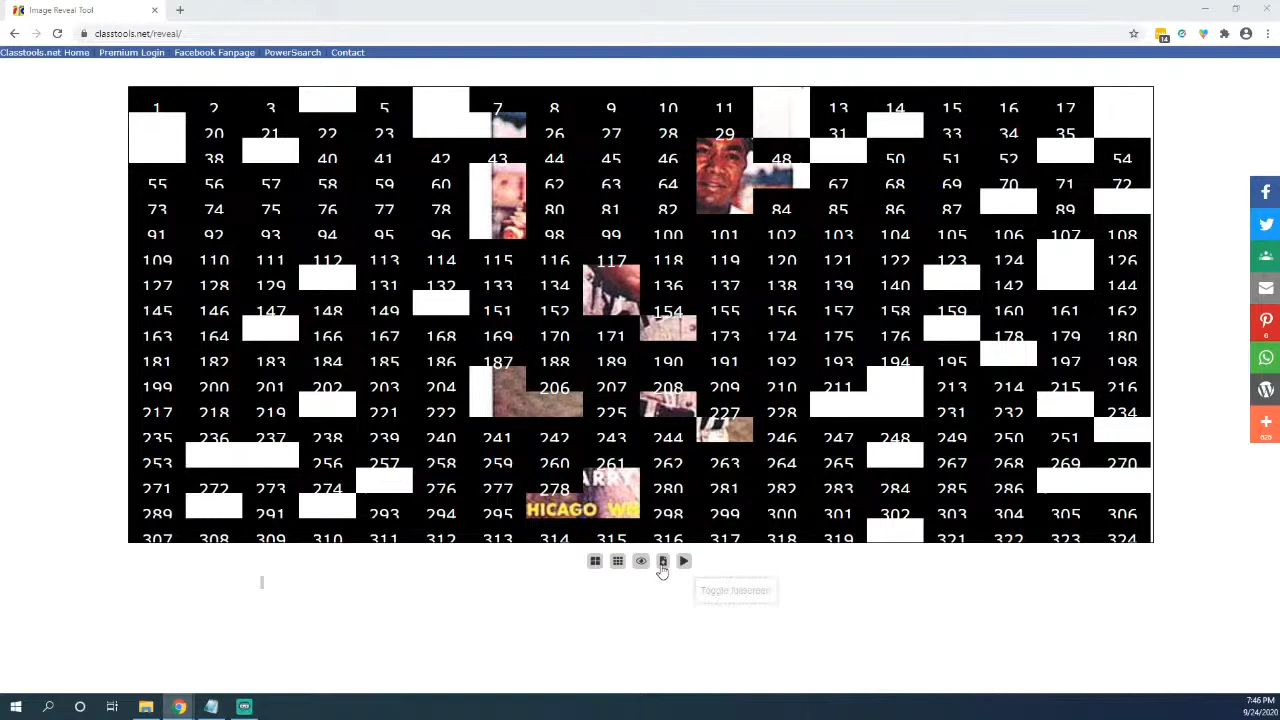 Image Reveal Tool
classtools.net/reveal/
14
Classtools.net Home Premium Login Facebook Fanpage PowerSearch Contact
1 2 3 5 7 8 9 10 11 13 14 15 16 17
20 21 22 23 26 27 28 29 31 33 34 35
38 40 41 42 43 44 45 46 48 50 51 52 54
55 56 57 58 59 60 62 63 64 67 68 69 70 71 72
73 74 75 76 77 78 80 81 82 84 85 86 87 89
91 92 93 94 95 96 98 99 100 101 102 103 104 105 106 107 108
109 110 111 112 113 114 115 116 117 118 119 120 121 122 123 124 126
127 128 129 131 132 133 134 136 137 138 139 140 142 144
145 146 147 148 149 151 152 154 155 156 157 158 159 160 161 162
163 164 166 167 168 169 170 171 173 174 175 176 178 179 180
181 182 183 184 185 186 187 188 189 190 191 192 193 194 195 197 198
199 200 201 202 203 204 206 207 208 209 210 211 213 214 215 216
217 218 219 221 222 225 227 228 231 232 234
235 236 237 238 239 240 241 242 243 244 246 247 248 249 250 251
253 256 257 258 259 260 261 262 263 264 265 267 268 269 270
271 272 273 274 276 277 278 ARRY 280 281 282 283 284 285 286
289 291 293 294 295 HICAGO WH 298 299 300 301 302 303 304 305 306
307 308 309 310 311 312 313 314 315 316 317 318 319 321 322 323 324
Toggle fullscreen
7:46 PM
9/24/2020